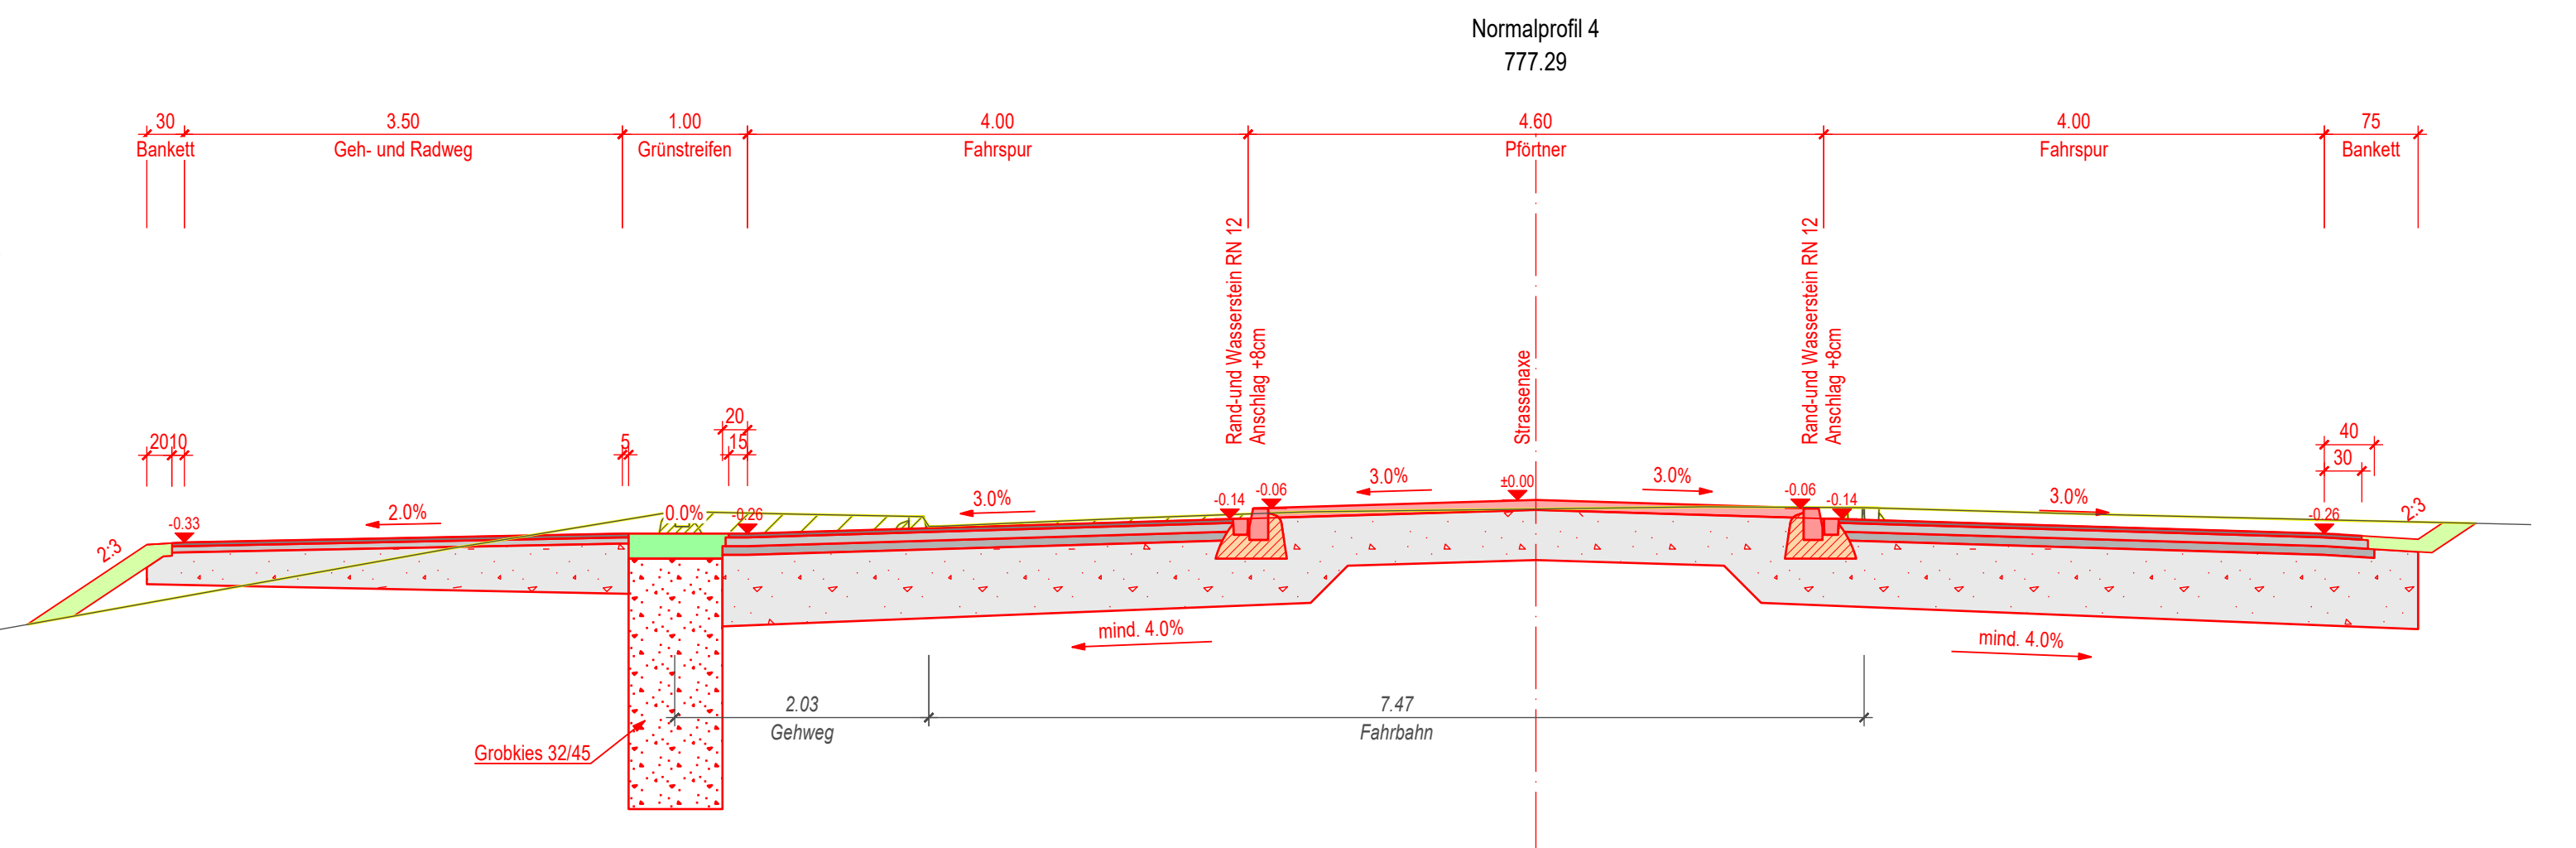 Normalprofil 4
777.29
30 3.50 1.00 4.00 4.60 4.00 75
Bankett Geh- und Radweg Grünstreifen Fahrspur Pförtner Fahrspur Bankett
Rand-und Wasserstein RN 12
Anschlag +8cm
Strassenaxe
Rand-und Wasserstein RN 12
Anschlag +8cm
20 40
2010 5 15 30
3.0% ±0.00 3.0%
-0.14 -0.06 -0.06 -0.14
-0.33 2.0% 0.0% -0.26 3.0% 3.0% -0.26 2:3
2:3
mind. 4.0% mind. 4.0%
2.03 7.47
Gehweg Fahrbahn
Grobkies 32/45